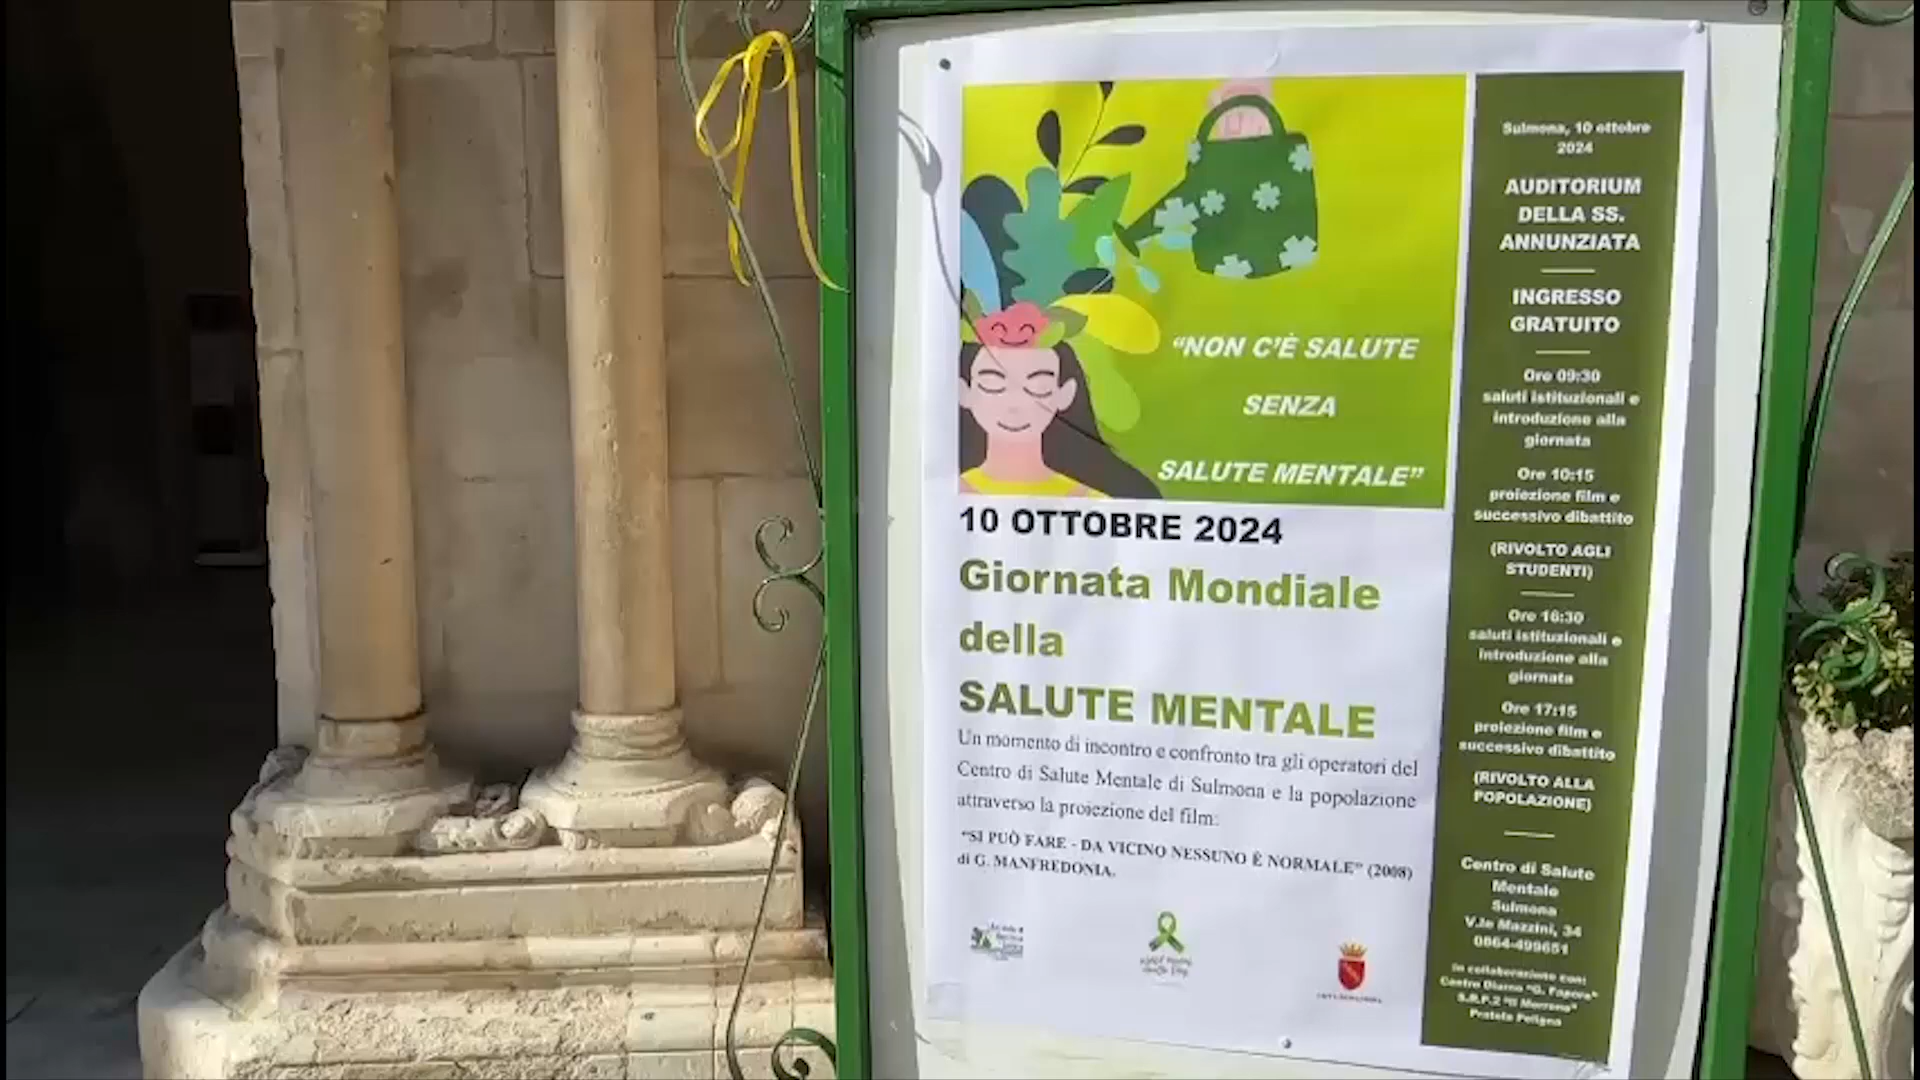 “NON C’È SALUTE
SENZA
SALUTE MENTALE”
10 OTTOBRE 2024
Giornata Mondiale
della
SALUTE MENTALE
Un momento di incontro e confronto tra gli operatori del
Centro di Salute Mentale di Sulmona e la popolazione
attraverso la proiezione del film:
“SI PUÒ FARE - DA VICINO NESSUNO È NORMALE” (2008)
di G. MANFREDONIA.
Sulmona, 10 ottobre
2024
AUDITORIUM
DELLA SS.
ANNUNZIATA
INGRESSO
GRATUITO
Ore 09:30
saluti istituzionali e
introduzione alla
giornata
Ore 10:15
proiezione film e
successivo dibattito
(RIVOLTO AGLI
STUDENTI)
Ore 16:30
saluti istituzionali e
introduzione alla
giornata
Ore 17:15
proiezione film e
successivo dibattito
(RIVOLTO ALLA
POPOLAZIONE)
Centro di Salute
Mentale
Sulmona
V.le Mazzini, 34
0864-499651
in collaborazione con:
Centro Diurno "G.
S.R.P.2 "Il Morrone"
Pratola Peligna